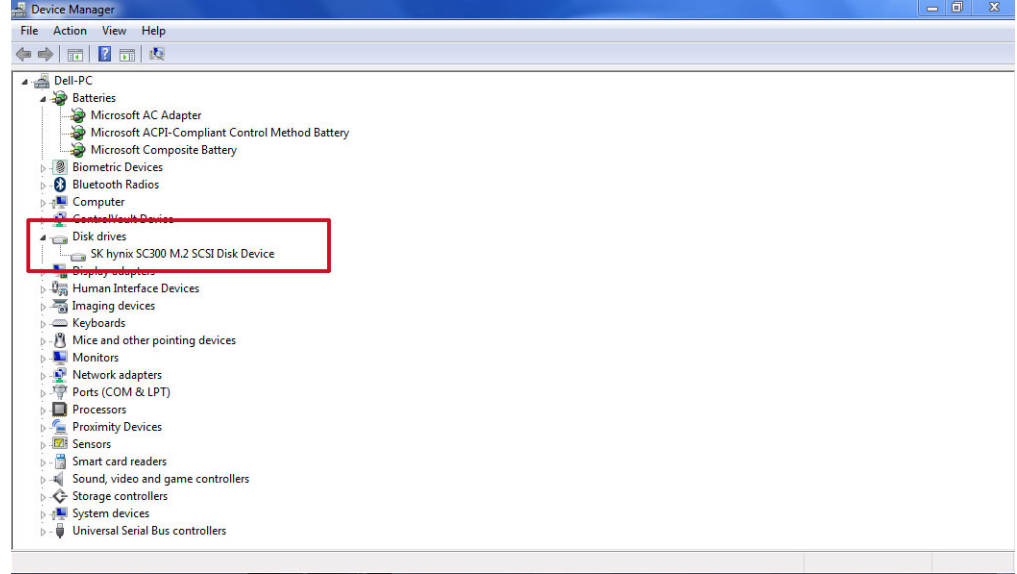 Device Manager
File Action View Help
Dell-PC
Batteries
Microsoft AC Adapter
Microsoft ACPI-Compliant Control Method Battery
Microsoft Composite Battery
Biometric Devices
Bluetooth Radios
Computer
ControlVault Device
Disk drives
SK hynix SC300 M.2 SCSI Disk Device
Display adapters
Human Interface Devices
Imaging devices
Keyboards
Mice and other pointing devices
Monitors
Network adapters
Ports (COM & LPT)
Processors
Proximity Devices
Sensors
Smart card readers
Sound, video and game controllers
Storage controllers
System devices
Universal Serial Bus controllers